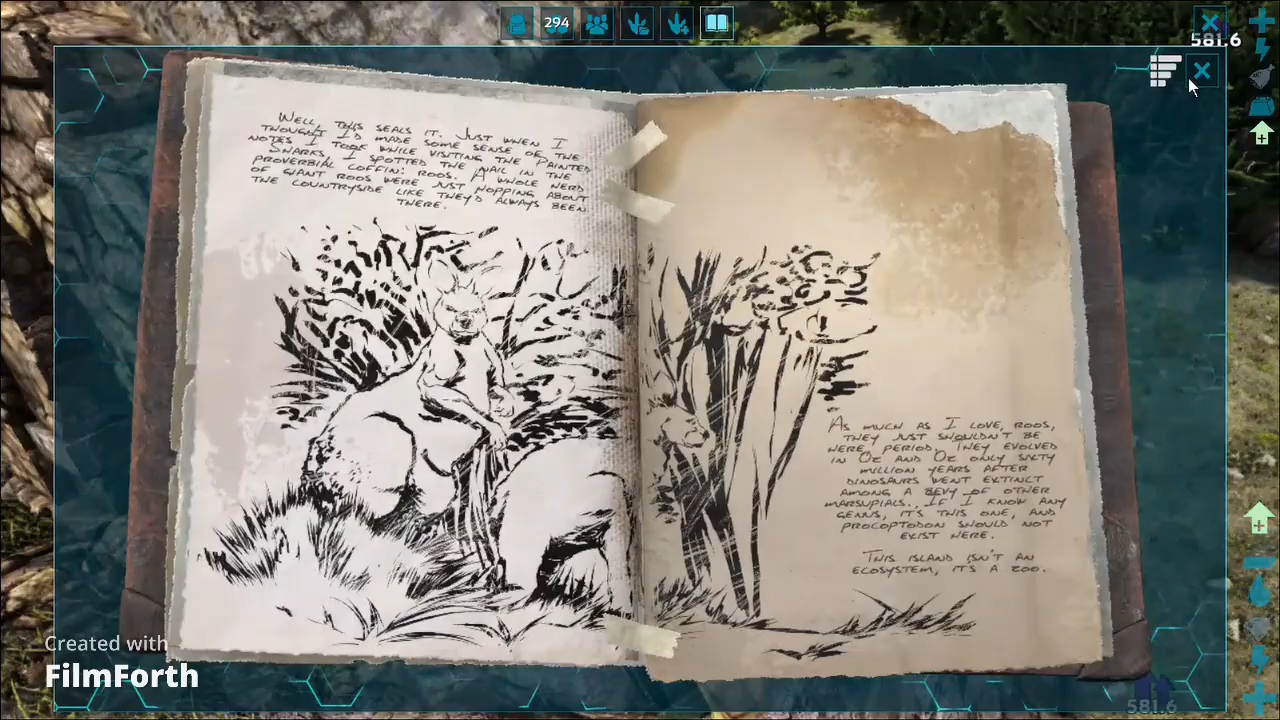 294
581.6
WELL, THIS SEALS IT. JUST WHEN I
THOUGHT I'D MADE SOME SENSE OF THE
NOTES I TOOK WHILE VISITING THE PAINTED
SHARKS I SPOTTED THE NAIL IN THE
PROVERBIAL COFFIN: ROOS. A WHOLE HERD
OF GIANT ROOS WERE JUST HOPPING ABOUT
THE COUNTRYSIDE LIKE THEY'D ALWAYS BEEN
THERE.
AS MUCH AS I LOVE, ROOS,
THEY JUST SHOULDN'T BE
HERE, PERIOD. THEY EVOLVED
IN OZ AND OZ ONLY SIXTY
MILLION YEARS AFTER
DINOSAURS WENT EXTINCT
AMONG A BEVY OF OTHER
MARSUPIALS. IF I KNOW ANY
GENUS, IT'S THIS ONE, AND
PROCOPTODON SHOULD NOT
EXIST HERE.
THIS ISLAND ISN'T AN
ECOSYSTEM, IT'S A ZOO.
Created with
FilmForth
581.6